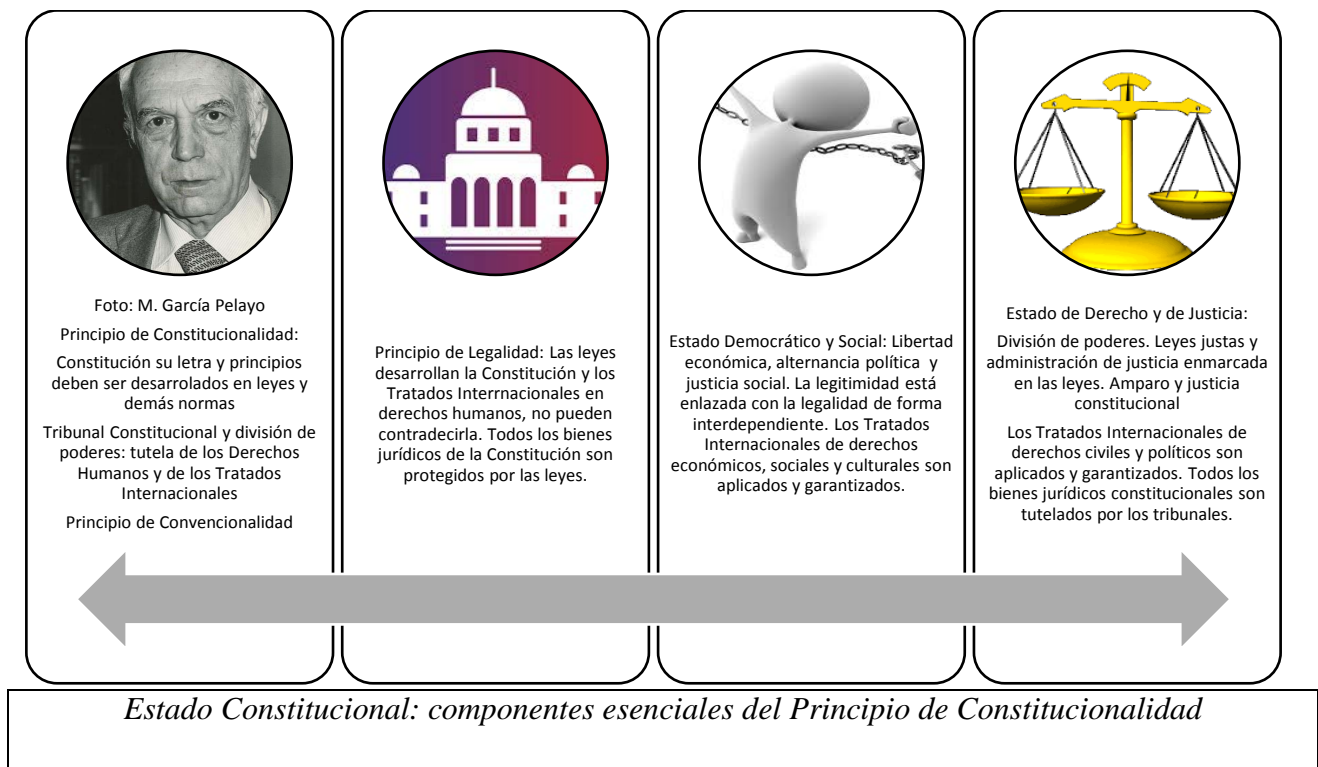 Foto: M. García Pelayo
Principio de Constitucionalidad:
Constitución su letra y principios
deben ser desarrolados en leyes y
demás normas
Tribunal Constitucional y división de
poderes: tutela de los Derechos
Humanos y de los Tratados
Internacionales
Principio de Convencionalidad
Principio de Legalidad: Las leyes
desarrollan la Constitución y los
Tratados Interrnacionales en
derechos humanos, no pueden
contradecirla. Todos los bienes
jurídicos de la Constitución son
protegidos por las leyes.
Estado Democrático y Social: Libertad
económica, alternancia política y
justicia social. La legitimidad está
enlazada con la legalidad de forma
interdependiente. Los Tratados
Internacionales de derechos
económicos, sociales y culturales son
aplicados y garantizados.
Estado de Derecho y de Justicia:
División de poderes. Leyes justas y
administración de justicia enmarcada
en las leyes. Amparo y justicia
constitucional
Los Tratados Internacionales de
derechos civiles y políticos son
aplicados y garantizados. Todos los
bienes jurídicos constitucionales son
tutelados por los tribunales.
Estado Constitucional: componentes esenciales del Principio de Constitucionalidad